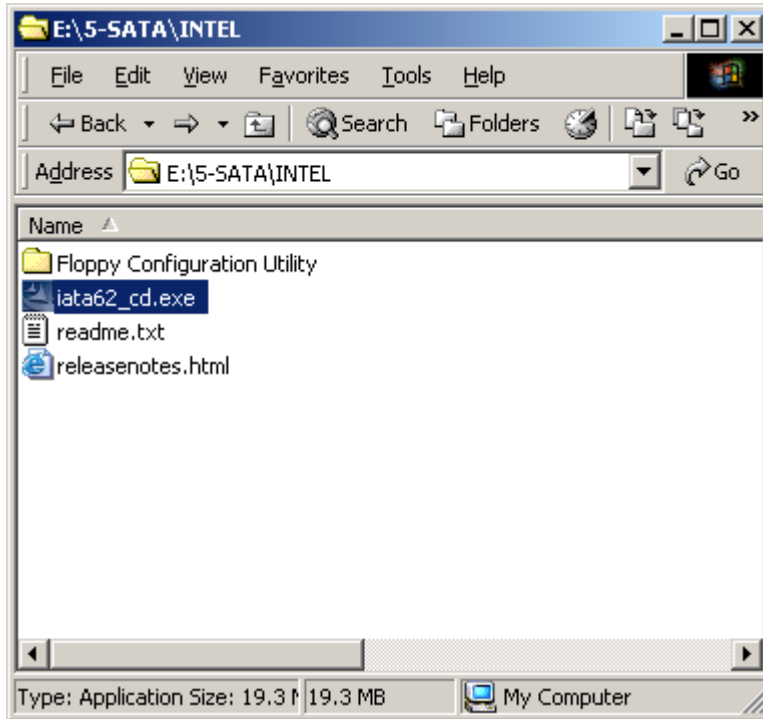 E:\5-SATA\INTEL
File Edit View Favorites Tools Help
Back Search Folders »
Address E:\5-SATA\INTEL Go
Name
Floppy Configuration Utility
iata62_cd.exe
readme.txt
releasenotes.html
Type: Application Size: 19.3 M 19.3 MB My Computer